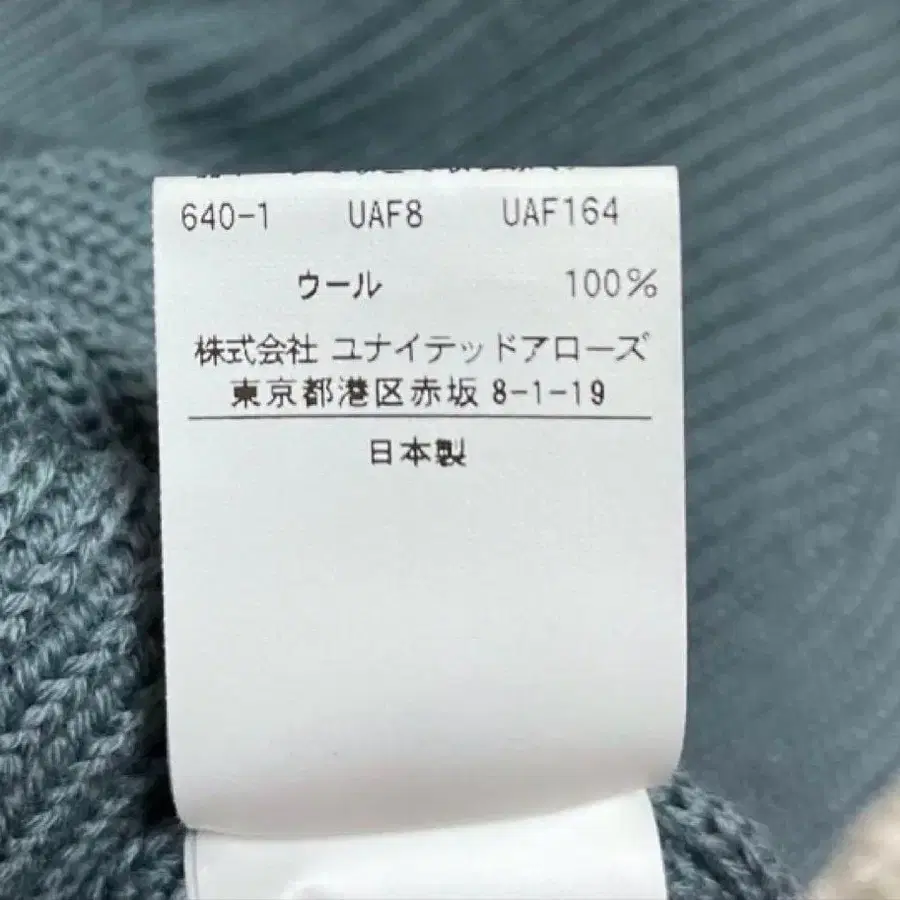 640-1 UAF8 UAF164
ウール 100%
株式会社 ユナイテッドアローズ
東京都港区赤坂 8-1-19
日本製